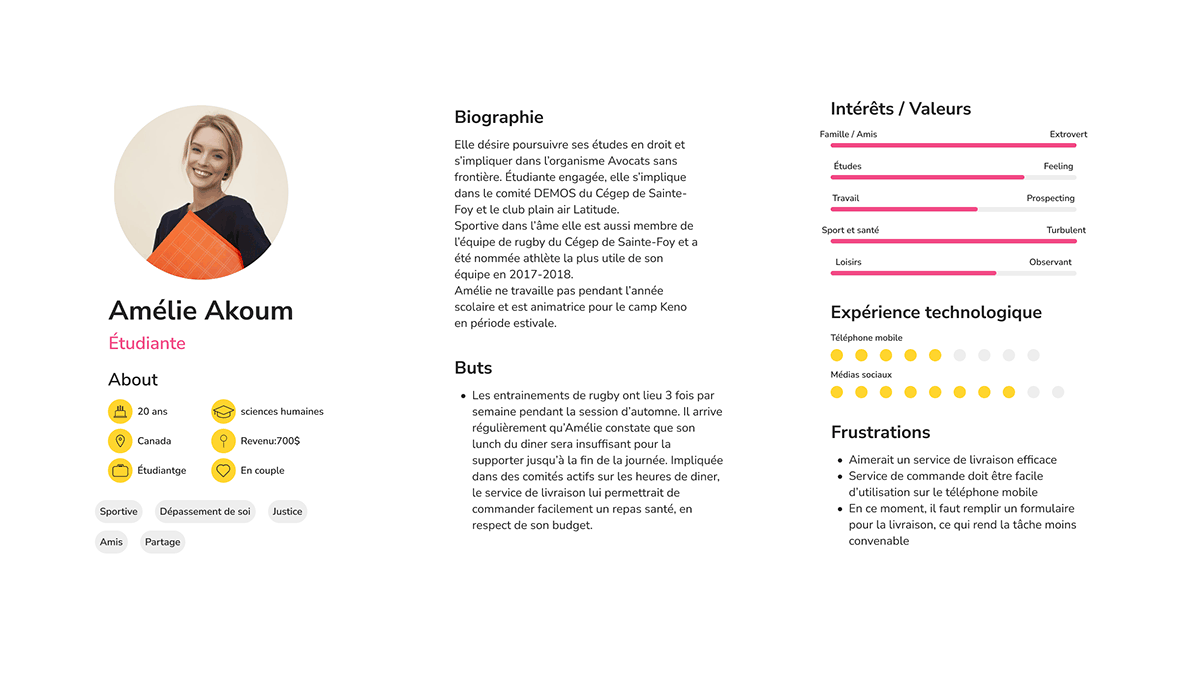 Amélie Akoum
Étudiante
About
20 ans
sciences humaines
Canada
Revenu:700$
Étudiantge
En couple
Sportive
Dépassement de soi
Justice
Amis
Partage
Biographie
Elle désire poursuivre ses études en droit et
s'impliquer dans l'organisme Avocats sans
frontière. Étudiante engagée, elle s'implique
dans le comité DEMOS du Cégep de Sainte-
Foy et le club plain air Latitude.
Sportive dans l'âme elle est aussi membre de
l'équipe de rugby du Cégep de Sainte-Foy et a
été nommée athlète la plus utile de son
équipe en 2017-2018.
Amélie ne travaille pas pendant l'année
scolaire et est animatrice pour le camp Keno
en période estivale.
Buts
• Les entrainements de rugby ont lieu 3 fois par
semaine pendant la session d'automne. Il arrive
régulièrement qu'Amélie constate que son
lunch du diner sera insuffisant pour la
supporter jusqu'à la fin de la journée. Impliquée
dans des comités actifs sur les heures de diner,
le service de livraison lui permettrait de
commander facilement un repas santé, en
respect de son budget.
Intérêts / Valeurs
Famille / Amis
Extrovert
Études
Feeling
Travail
Prospecting
Sport et santé
Turbulent
Loisirs
Observant
Expérience technologique
Téléphone mobile
Médias sociaux
Frustrations
• Aimerait un service de livraison efficace
• Service de commande doit être facile
d'utilisation sur le téléphone mobile
• En ce moment, il faut remplir un formulaire
pour la livraison, ce qui rend la tâche moins
convenable